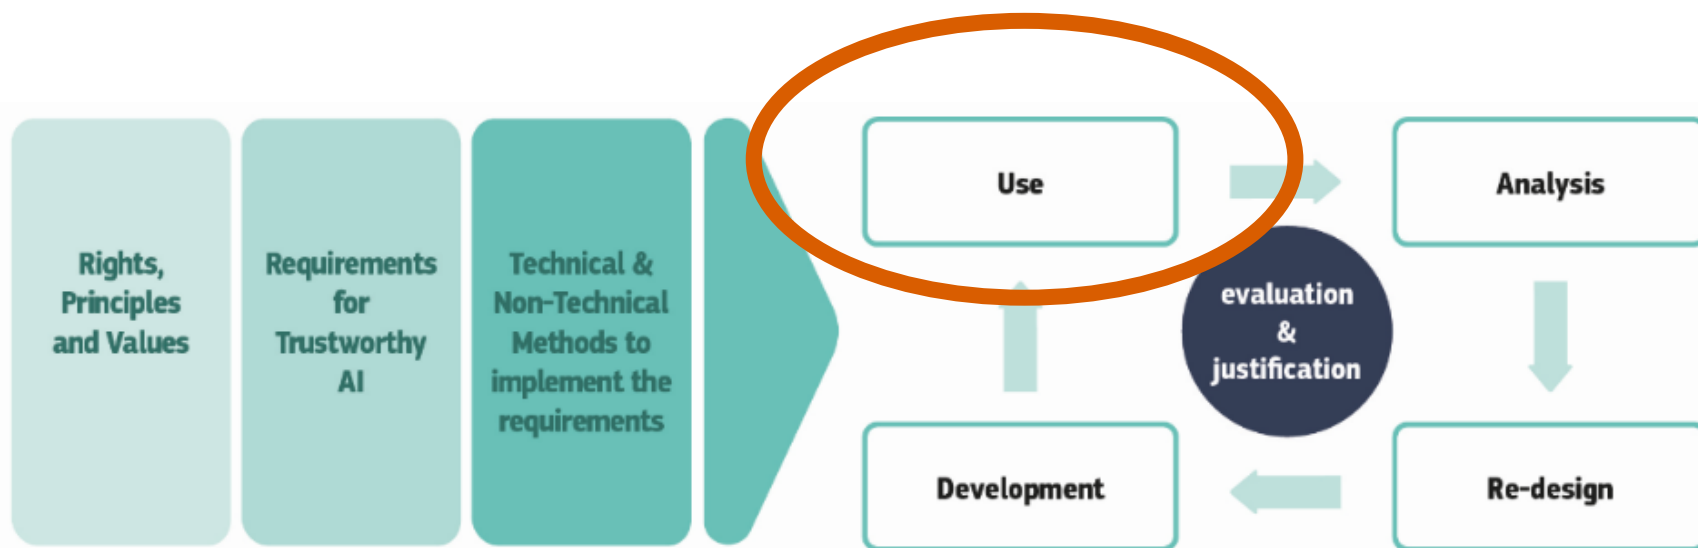 Rights,
Principles
and Values
Requirements
for
Trustworthy
AI
Technical &
Non-Technical
Methods to
implement the
requirements
Use
Analysis
evaluation
&
justification
Development
Re-design